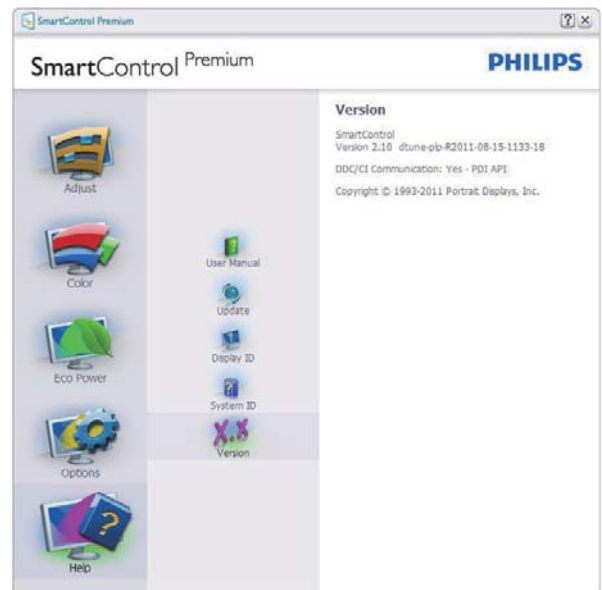 SmartControl Premium
SmartControl Premium
PHILIPS
Adjust
Color
Eco Power
Options
Help
User Manual
Update
Display ID
System ID
X.X
Version
Version
SmartControl
Version 2.10 dtune-plp-R2011-08-15-1133-18
DDC/CI Communication: Yes - PDI API
Copyright © 1993-2011 Portrait Displays, Inc.